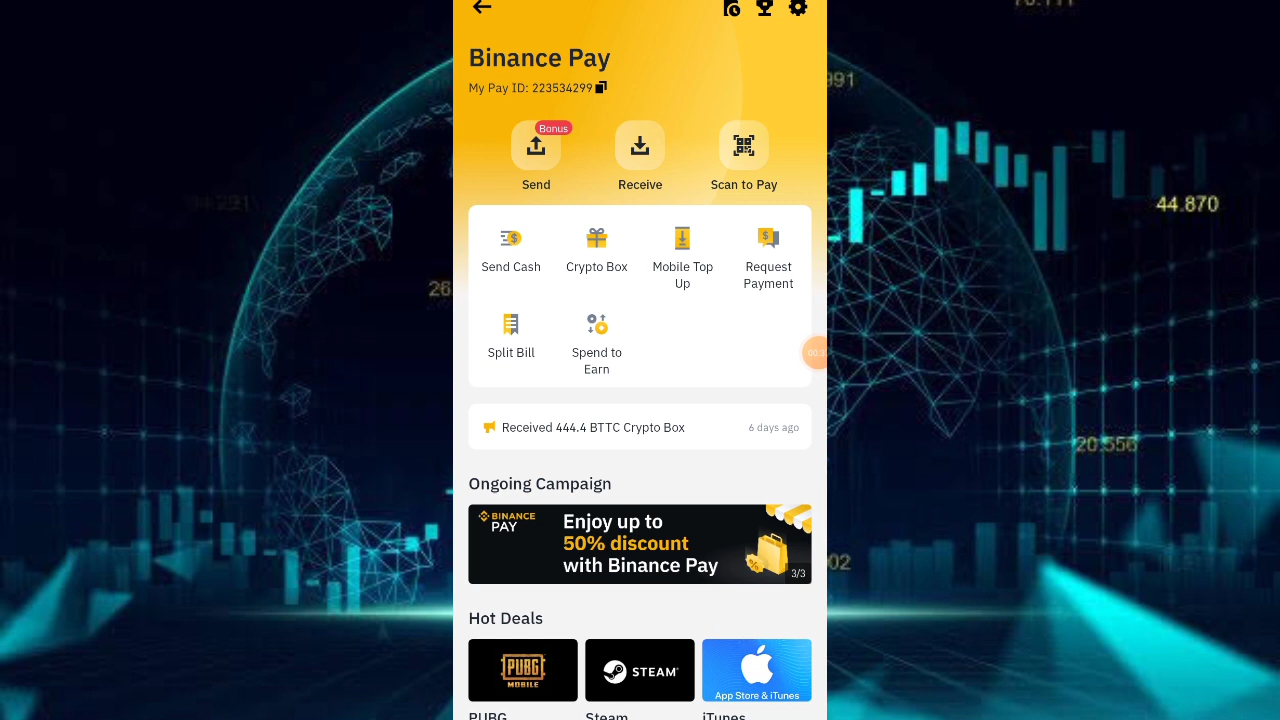 Binance Pay
My Pay ID: 223534299
Bonus
Send
Receive
Scan to Pay
Send Cash
Crypto Box
Mobile Top
Up
Request
Payment
Split Bill
Spend to
Earn
Received 444.4 BTTC Crypto Box
6 days ago
Ongoing Campaign
BINANCE
PAY
Enjoy up to
50% discount
with Binance Pay
3/3
Hot Deals
PUBG
MOBILE
STEAM
App Store & iTunes
PUBG
Steam
iTunes
991
44.870
26
20.556
02